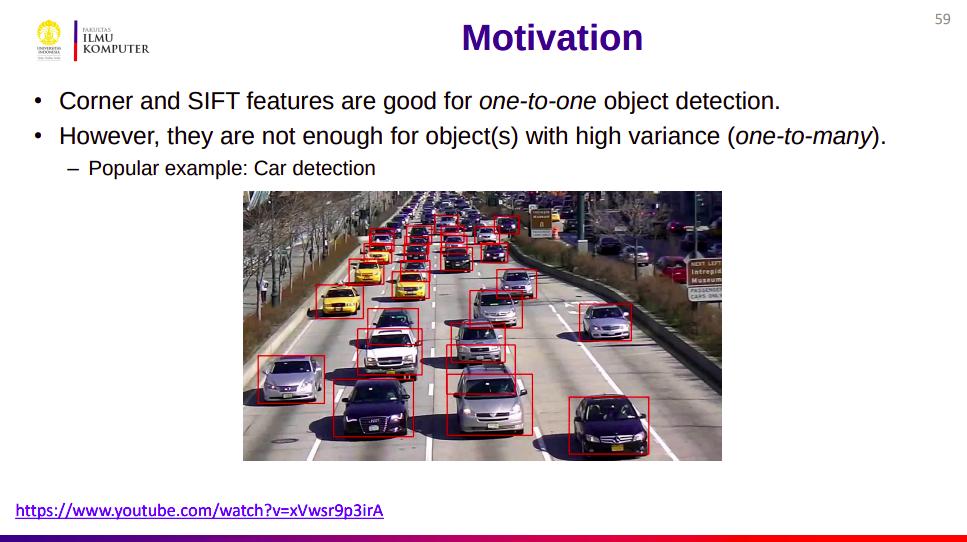 59
UNIVERSITAS
INDONESIA
FAKULTAS
ILMU
KOMPUTER
Motivation
• Corner and SIFT features are good for one-to-one object detection.
• However, they are not enough for object(s) with high variance (one-to-many).
– Popular example: Car detection
NEXT LEFT
Intrepid
Museum
PASSENGER
CARS ONLY
https://www.youtube.com/watch?v=xVwsr9p3irA